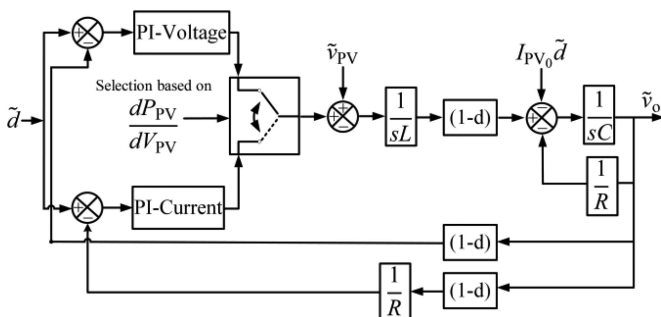 PI-Voltage
ṽ_PV
I_PV₀ d̃
Selection based on
dP_PV
dV_PV
d̃
1
sL
(1-d)
1
sC
ṽ_o
1
R
PI-Current
(1-d)
1
R
(1-d)